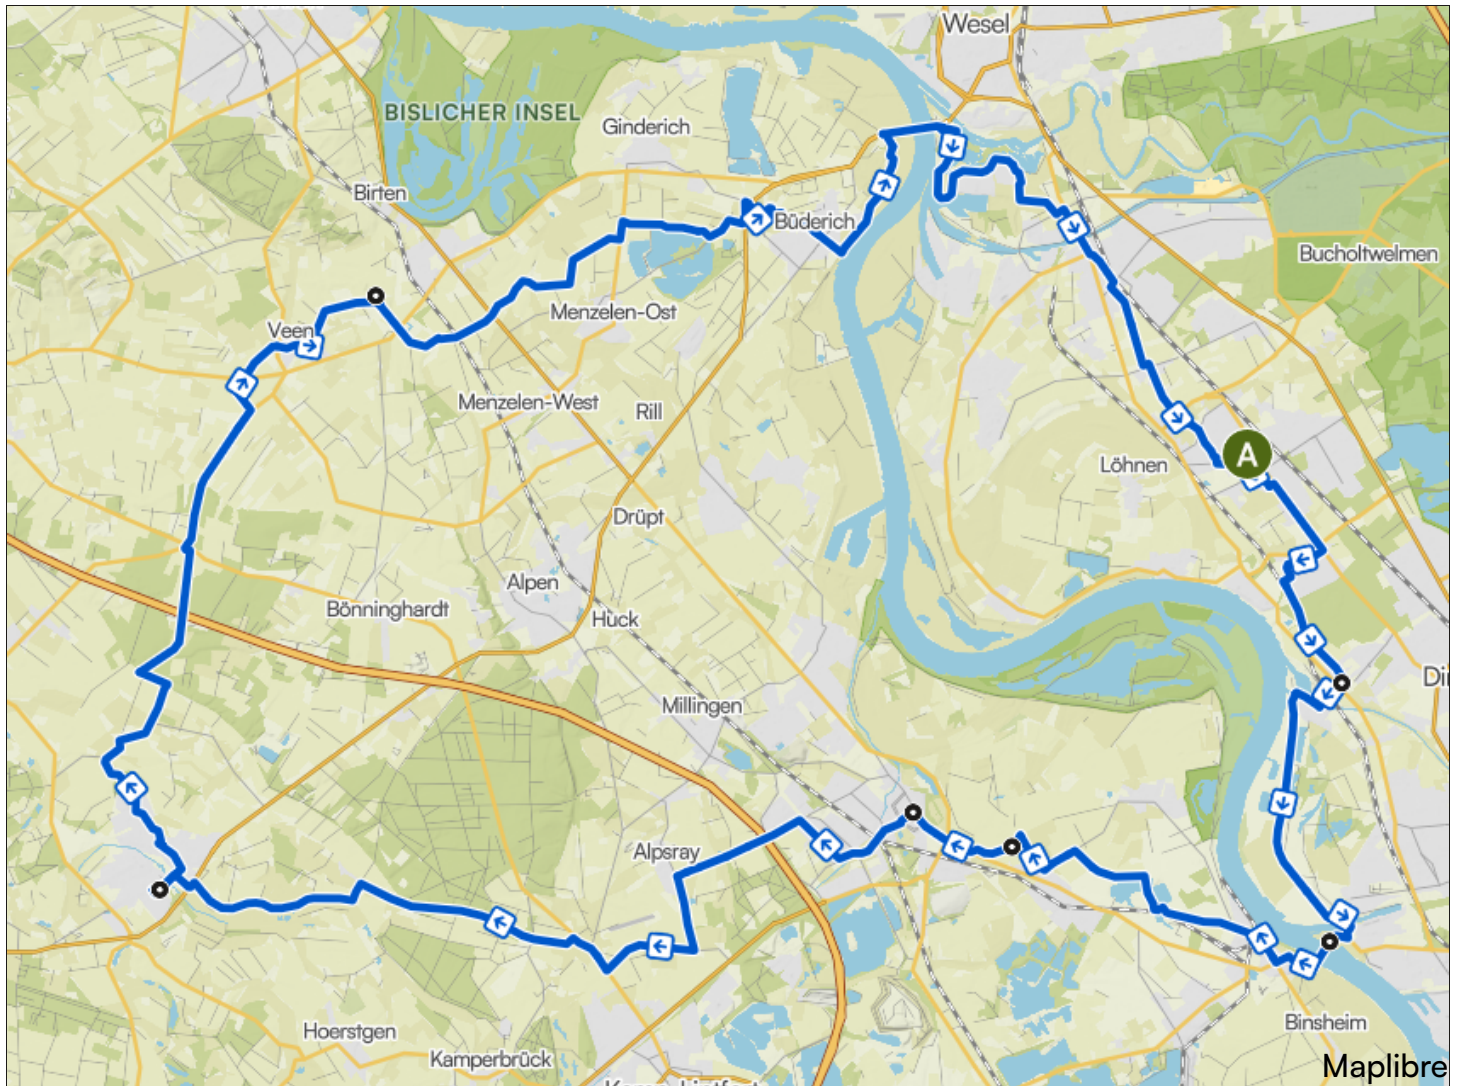 Wesel
BISLICHER INSEL
Ginderich
Birten
Büderich
Bucholtwelmen
Menzelen-Ost
Veen
Menzelen-West
Rill
A
Löhnen
Drüpt
Alpen
Bönninghardt
Huck
Millingen
Alpsray
Binsheim
Hoerstgen
Kamperbrück
Maplibre